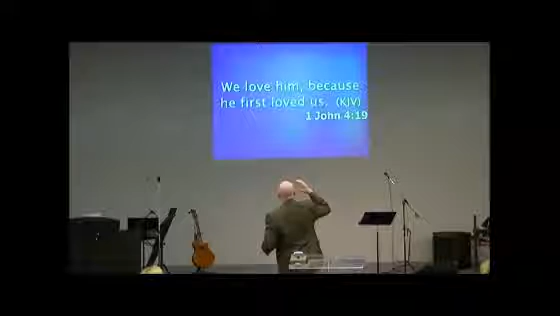 We love him, because
he first loved us. (KJV)
1 John 4:19